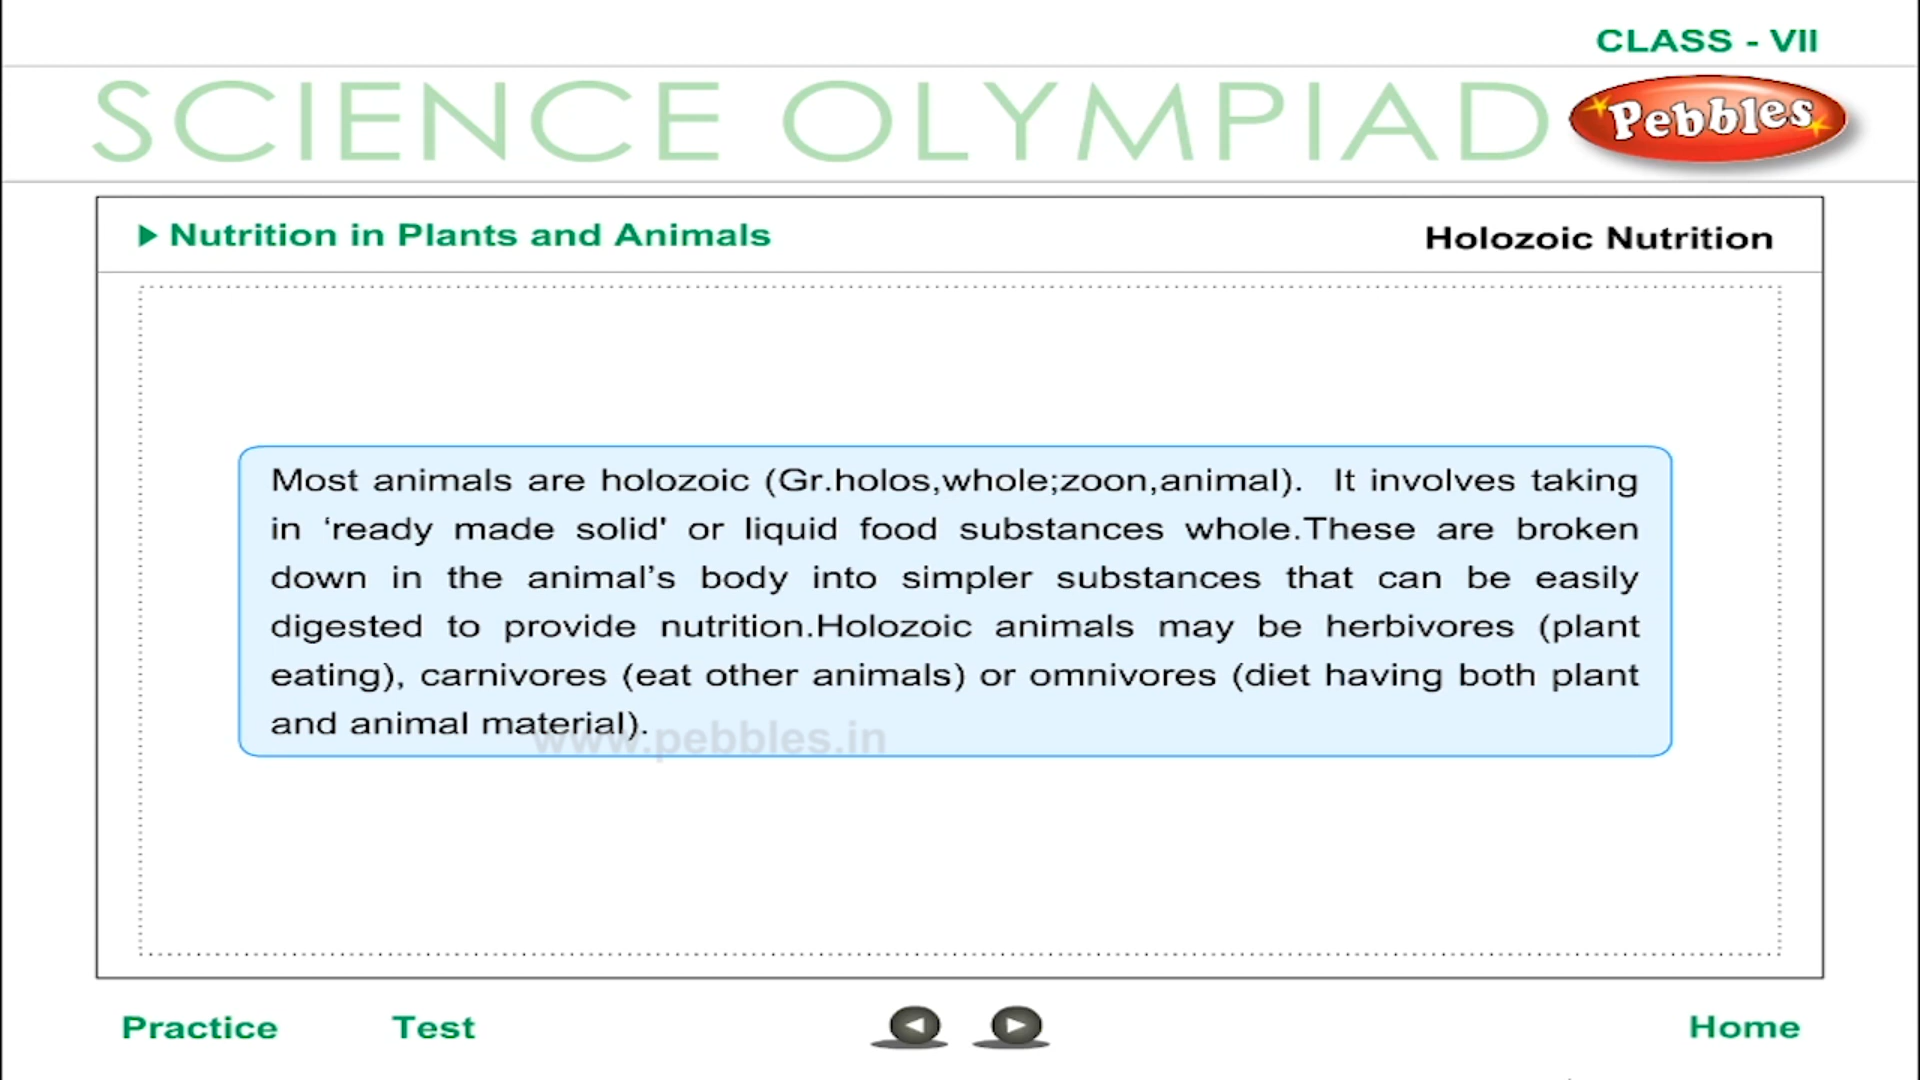 CLASS - VII
SCIENCE OLYMPIAD
Pebbles
Nutrition in Plants and Animals
Holozoic Nutrition
Most animals are holozoic (Gr.holos,whole;zoon,animal). It involves taking
in ‘ready made solid' or liquid food substances whole.These are broken
down in the animal’s body into simpler substances that can be easily
digested to provide nutrition.Holozoic animals may be herbivores (plant
eating), carnivores (eat other animals) or omnivores (diet having both plant
and animal material).
www.pebbles.in
Practice
Test
Home